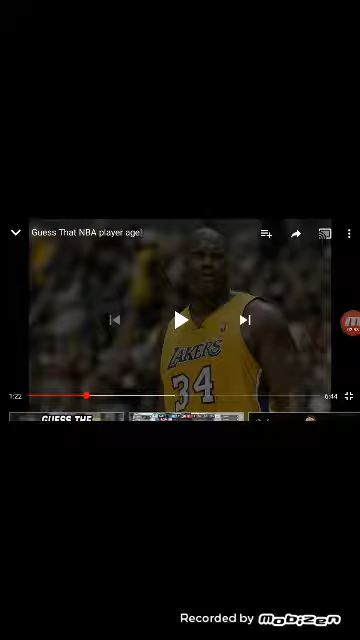 Guess That NBA player age!
LAKERS
34
1:22
6:44
GUESS THE
Recorded by mobizen